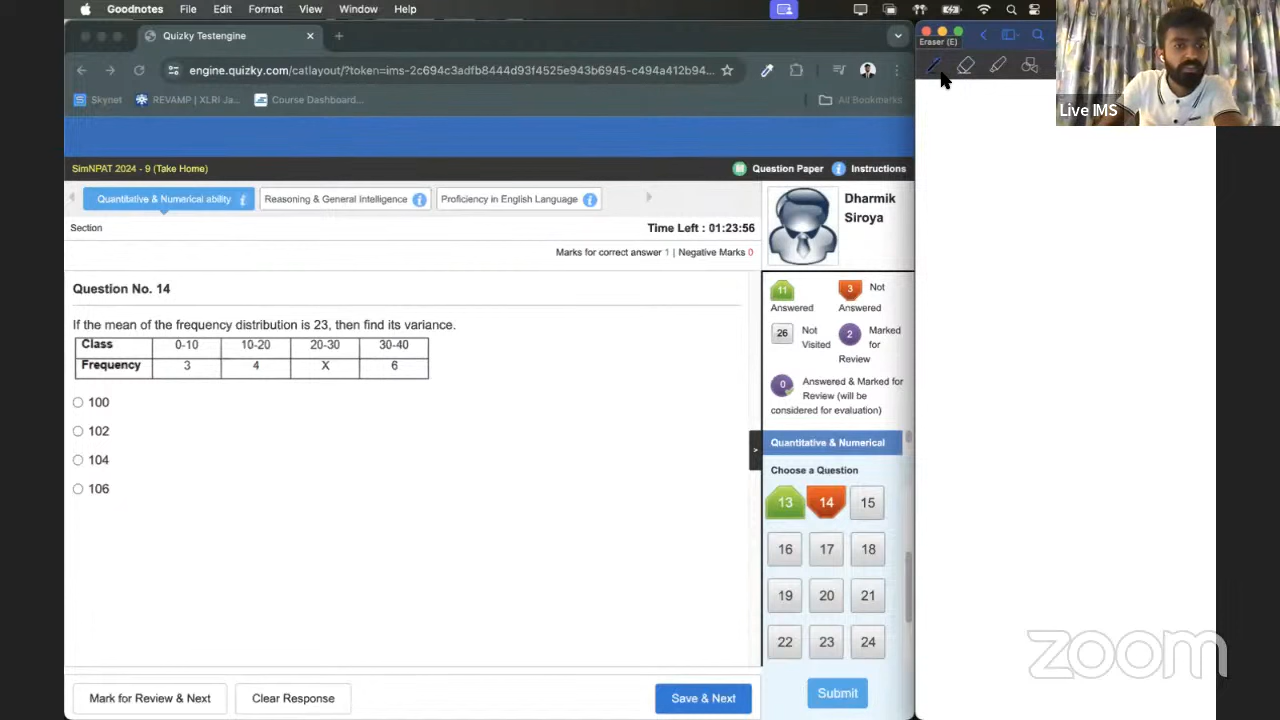 Goodnotes File Edit Format View Window Help
Quizky Testengine
Eraser (E)
engine.quizky.com/catlayout/?token=ims-2c694c3adfb8444d93f4525e943b6945-c494a412b94...
Skynet REVAMP | XLRI Ja... Course Dashboard... All Bookmarks
Live IMS
SimNPAT 2024 - 9 (Take Home) Question Paper Instructions
Quantitative & Numerical ability Reasoning & General Intelligence Proficiency in English Language
Dharmik
Siroya
Section Time Left : 01:23:56
Marks for correct answer 1 | Negative Marks 0
Question No. 14
If the mean of the frequency distribution is 23, then find its variance.
Class 0-10 10-20 20-30 30-40
Frequency 3 4 X 6
100
102
104
106
11 Answered
3 Not Answered
26 Not Visited
2 Marked for Review
0 Answered & Marked for
Review (will be
considered for evaluation)
Quantitative & Numerical
Choose a Question
13 14 15
16 17 18
19 20 21
22 23 24
Mark for Review & Next Clear Response Save & Next Submit
zoom